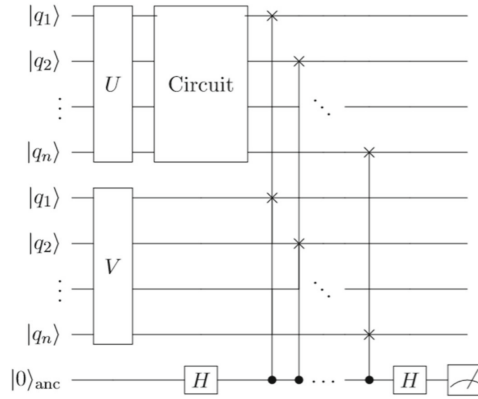 |q₁⟩
|q₂⟩
⋮
|qₙ⟩
U
Circuit
⋱
|q₁⟩
|q₂⟩
⋮
|qₙ⟩
V
⋱
|0⟩anc
H
⋯
H